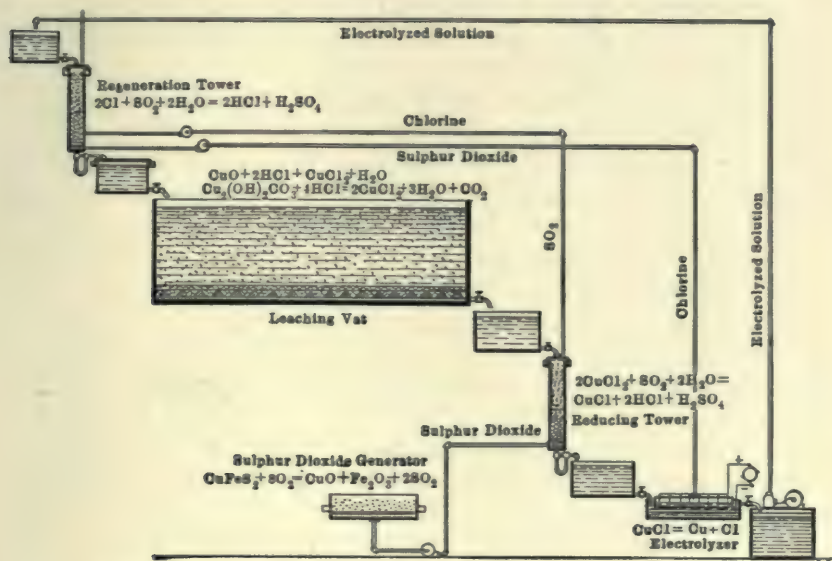 Electrolyzed Solution
Regeneration Tower
2Cl+SO₂+2H₂O=2HCl+H₂SO₄
Chlorine
Sulphur Dioxide
CuO+2HCl+CuCl₂+H₂O
Cu₂(OH)₂CO₃+4HCl=2CuCl₂+3H₂O+CO₂
SO₂
Chlorine
Electrolyzed Solution
Leaching Vat
2CuCl₂+SO₂+2H₂O=
CuCl+2HCl+H₂SO₄
Reducing Tower
Sulphur Dioxide
Sulphur Dioxide Generator
CuFeS₂+8O₂=CuO+Fe₂O₃+2SO₂
+
-
CuCl=Cu+Cl
Electrolyzer